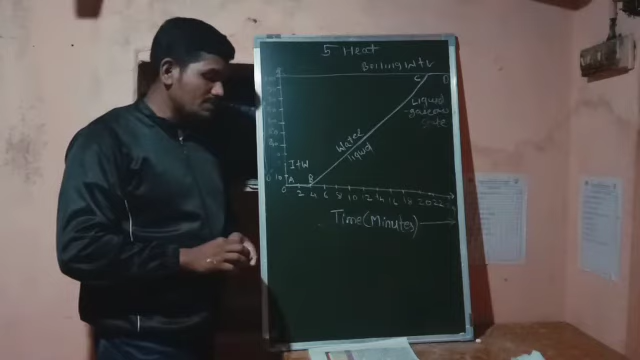 5 Heat
Boiling W+V
C D
Liquid
gaseous
state
Water
liquid
I+W
A B
0 2 4 6 8 10 12 14 16 18 20 22
Time(Minutes)